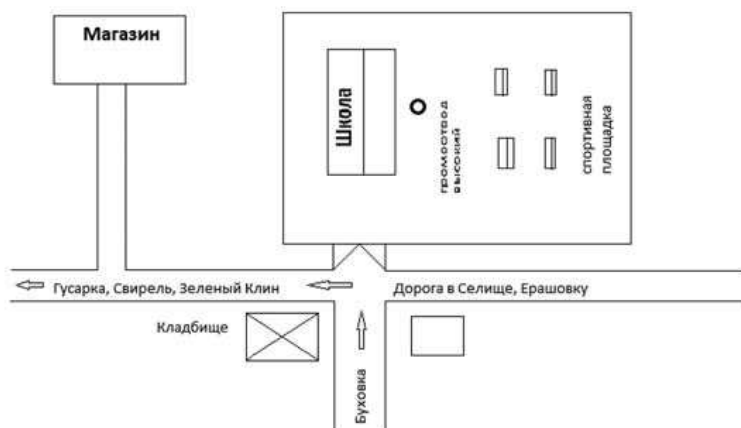 Магазин
Школа
громоотвод
высокий
спортивная
площадка
Гусарка, Свирель, Зеленый Клин
Дорога в Селище, Ерашовку
Кладбище
Буховка